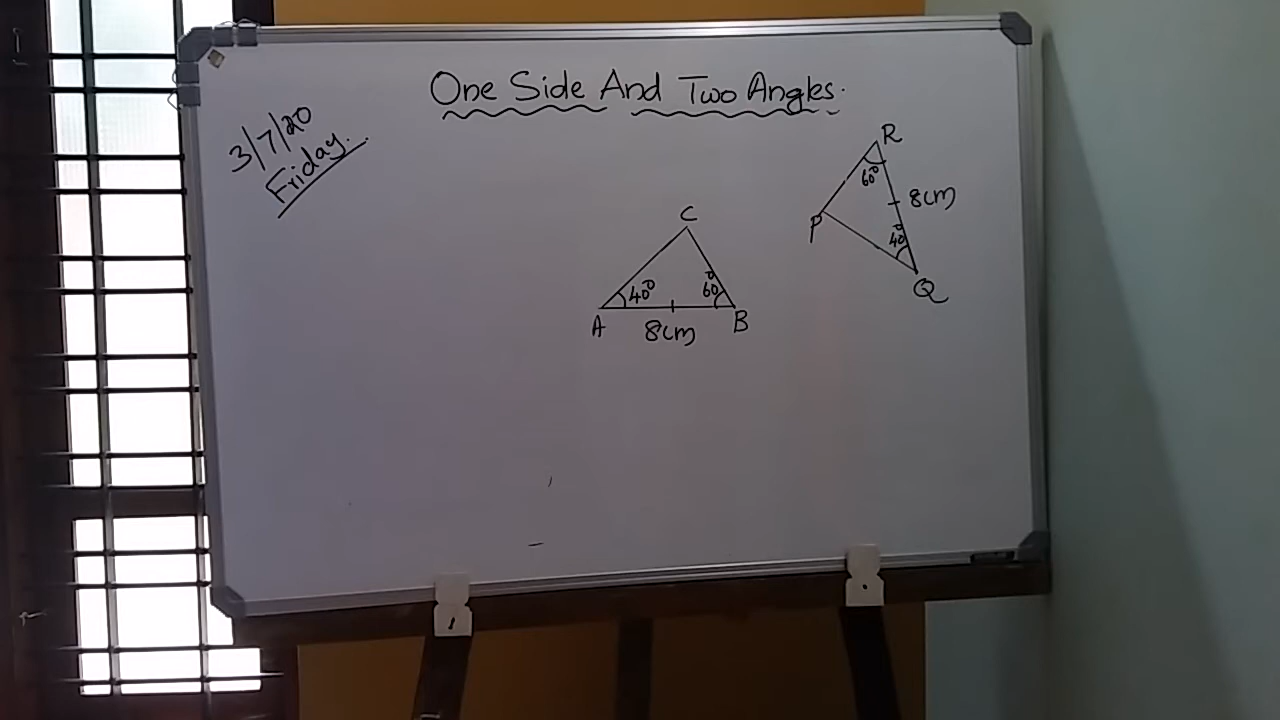 One Side And Two Angles.
3/7/20
Friday.
R
60°
8cm
P
40°
Q
C
40°
60°
A
8cm
B